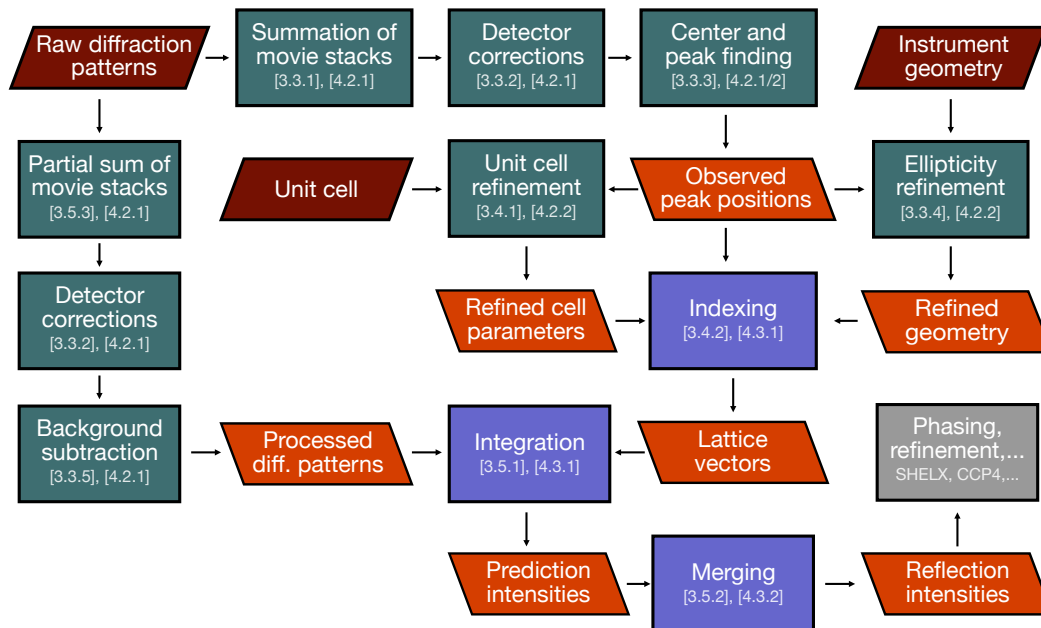 Raw diffraction
patterns
Summation of
movie stacks
[3.3.1], [4.2.1]
Detector
corrections
[3.3.2], [4.2.1]
Center and
peak finding
[3.3.3], [4.2.1/2]
Instrument
geometry
Partial sum of
movie stacks
[3.5.3], [4.2.1]
Unit cell
Unit cell
refinement
[3.4.1], [4.2.2]
Observed
peak positions
Ellipticity
refinement
[3.3.4], [4.2.2]
Detector
corrections
[3.3.2], [4.2.1]
Refined cell
parameters
Indexing
[3.4.2], [4.3.1]
Refined
geometry
Background
subtraction
[3.3.5], [4.2.1]
Processed
diff. patterns
Integration
[3.5.1], [4.3.1]
Lattice
vectors
Phasing,
refinement,...
SHELX, CCP4,...
Prediction
intensities
Merging
[3.5.2], [4.3.2]
Reflection
intensities